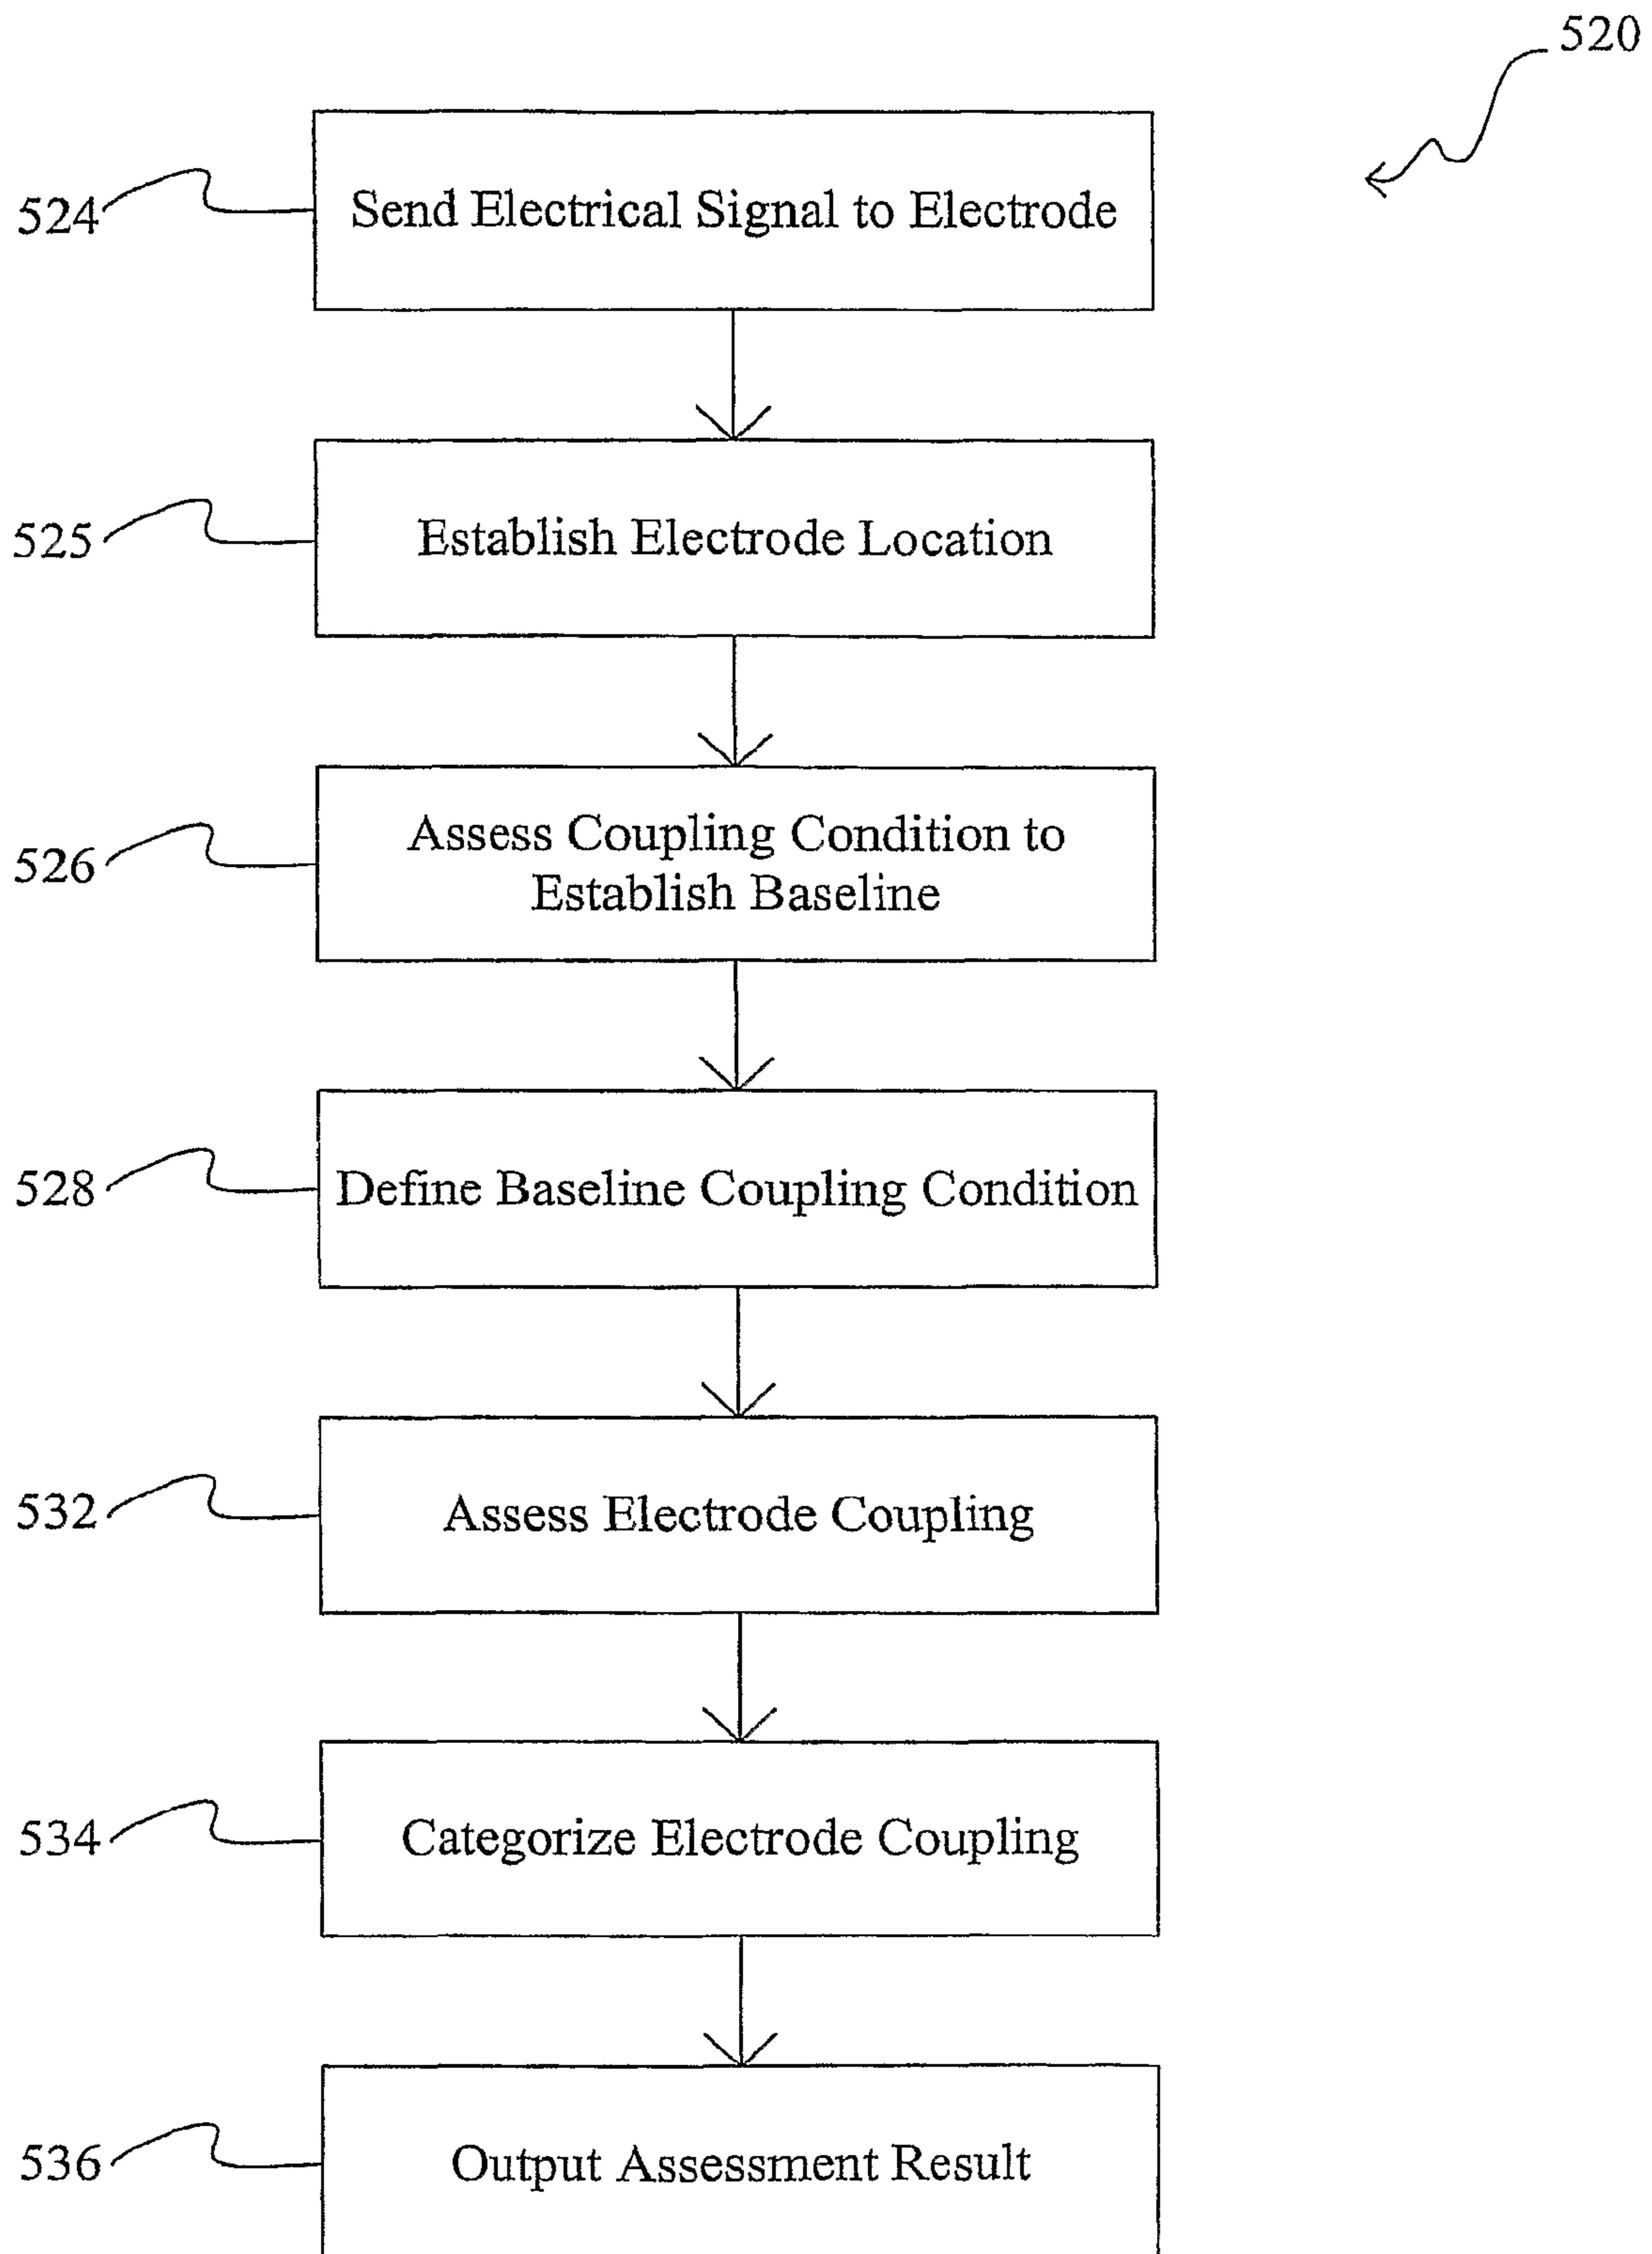 520
524
Send Electrical Signal to Electrode
525
Establish Electrode Location
526
Assess Coupling Condition to
Establish Baseline
528
Define Baseline Coupling Condition
532
Assess Electrode Coupling
534
Categorize Electrode Coupling
536
Output Assessment Result